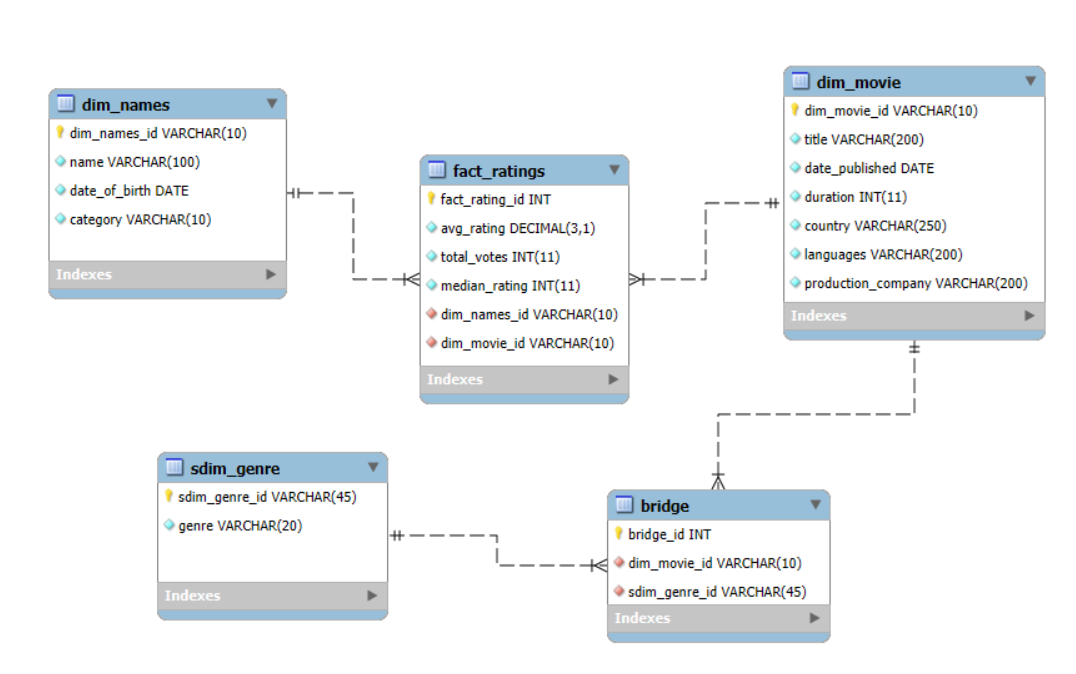 dim_names
dim_names_id VARCHAR(10)
name VARCHAR(100)
date_of_birth DATE
category VARCHAR(10)
Indexes
fact_ratings
fact_rating_id INT
avg_rating DECIMAL(3,1)
total_votes INT(11)
median_rating INT(11)
dim_names_id VARCHAR(10)
dim_movie_id VARCHAR(10)
Indexes
dim_movie
dim_movie_id VARCHAR(10)
title VARCHAR(200)
date_published DATE
duration INT(11)
country VARCHAR(250)
languages VARCHAR(200)
production_company VARCHAR(200)
Indexes
sdim_genre
sdim_genre_id VARCHAR(45)
genre VARCHAR(20)
Indexes
bridge
bridge_id INT
dim_movie_id VARCHAR(10)
sdim_genre_id VARCHAR(45)
Indexes